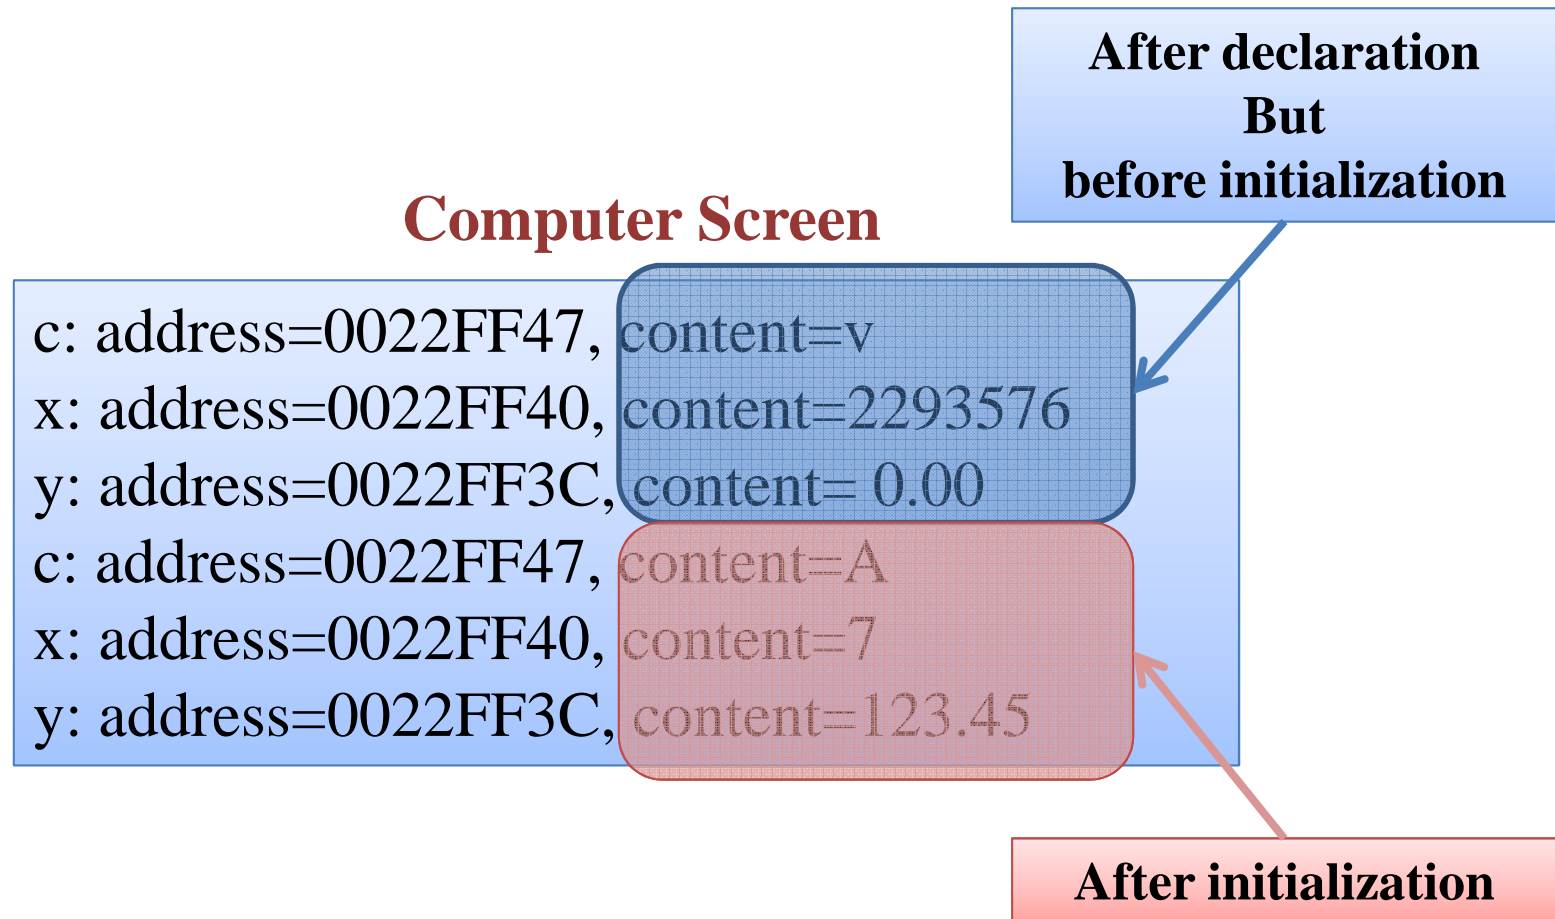 After declaration
But
before initialization
Computer Screen
c: address=0022FF47, content=v
x: address=0022FF40, content=2293576
y: address=0022FF3C, content= 0.00
c: address=0022FF47, content=A
x: address=0022FF40, content=7
y: address=0022FF3C, content=123.45
After initialization